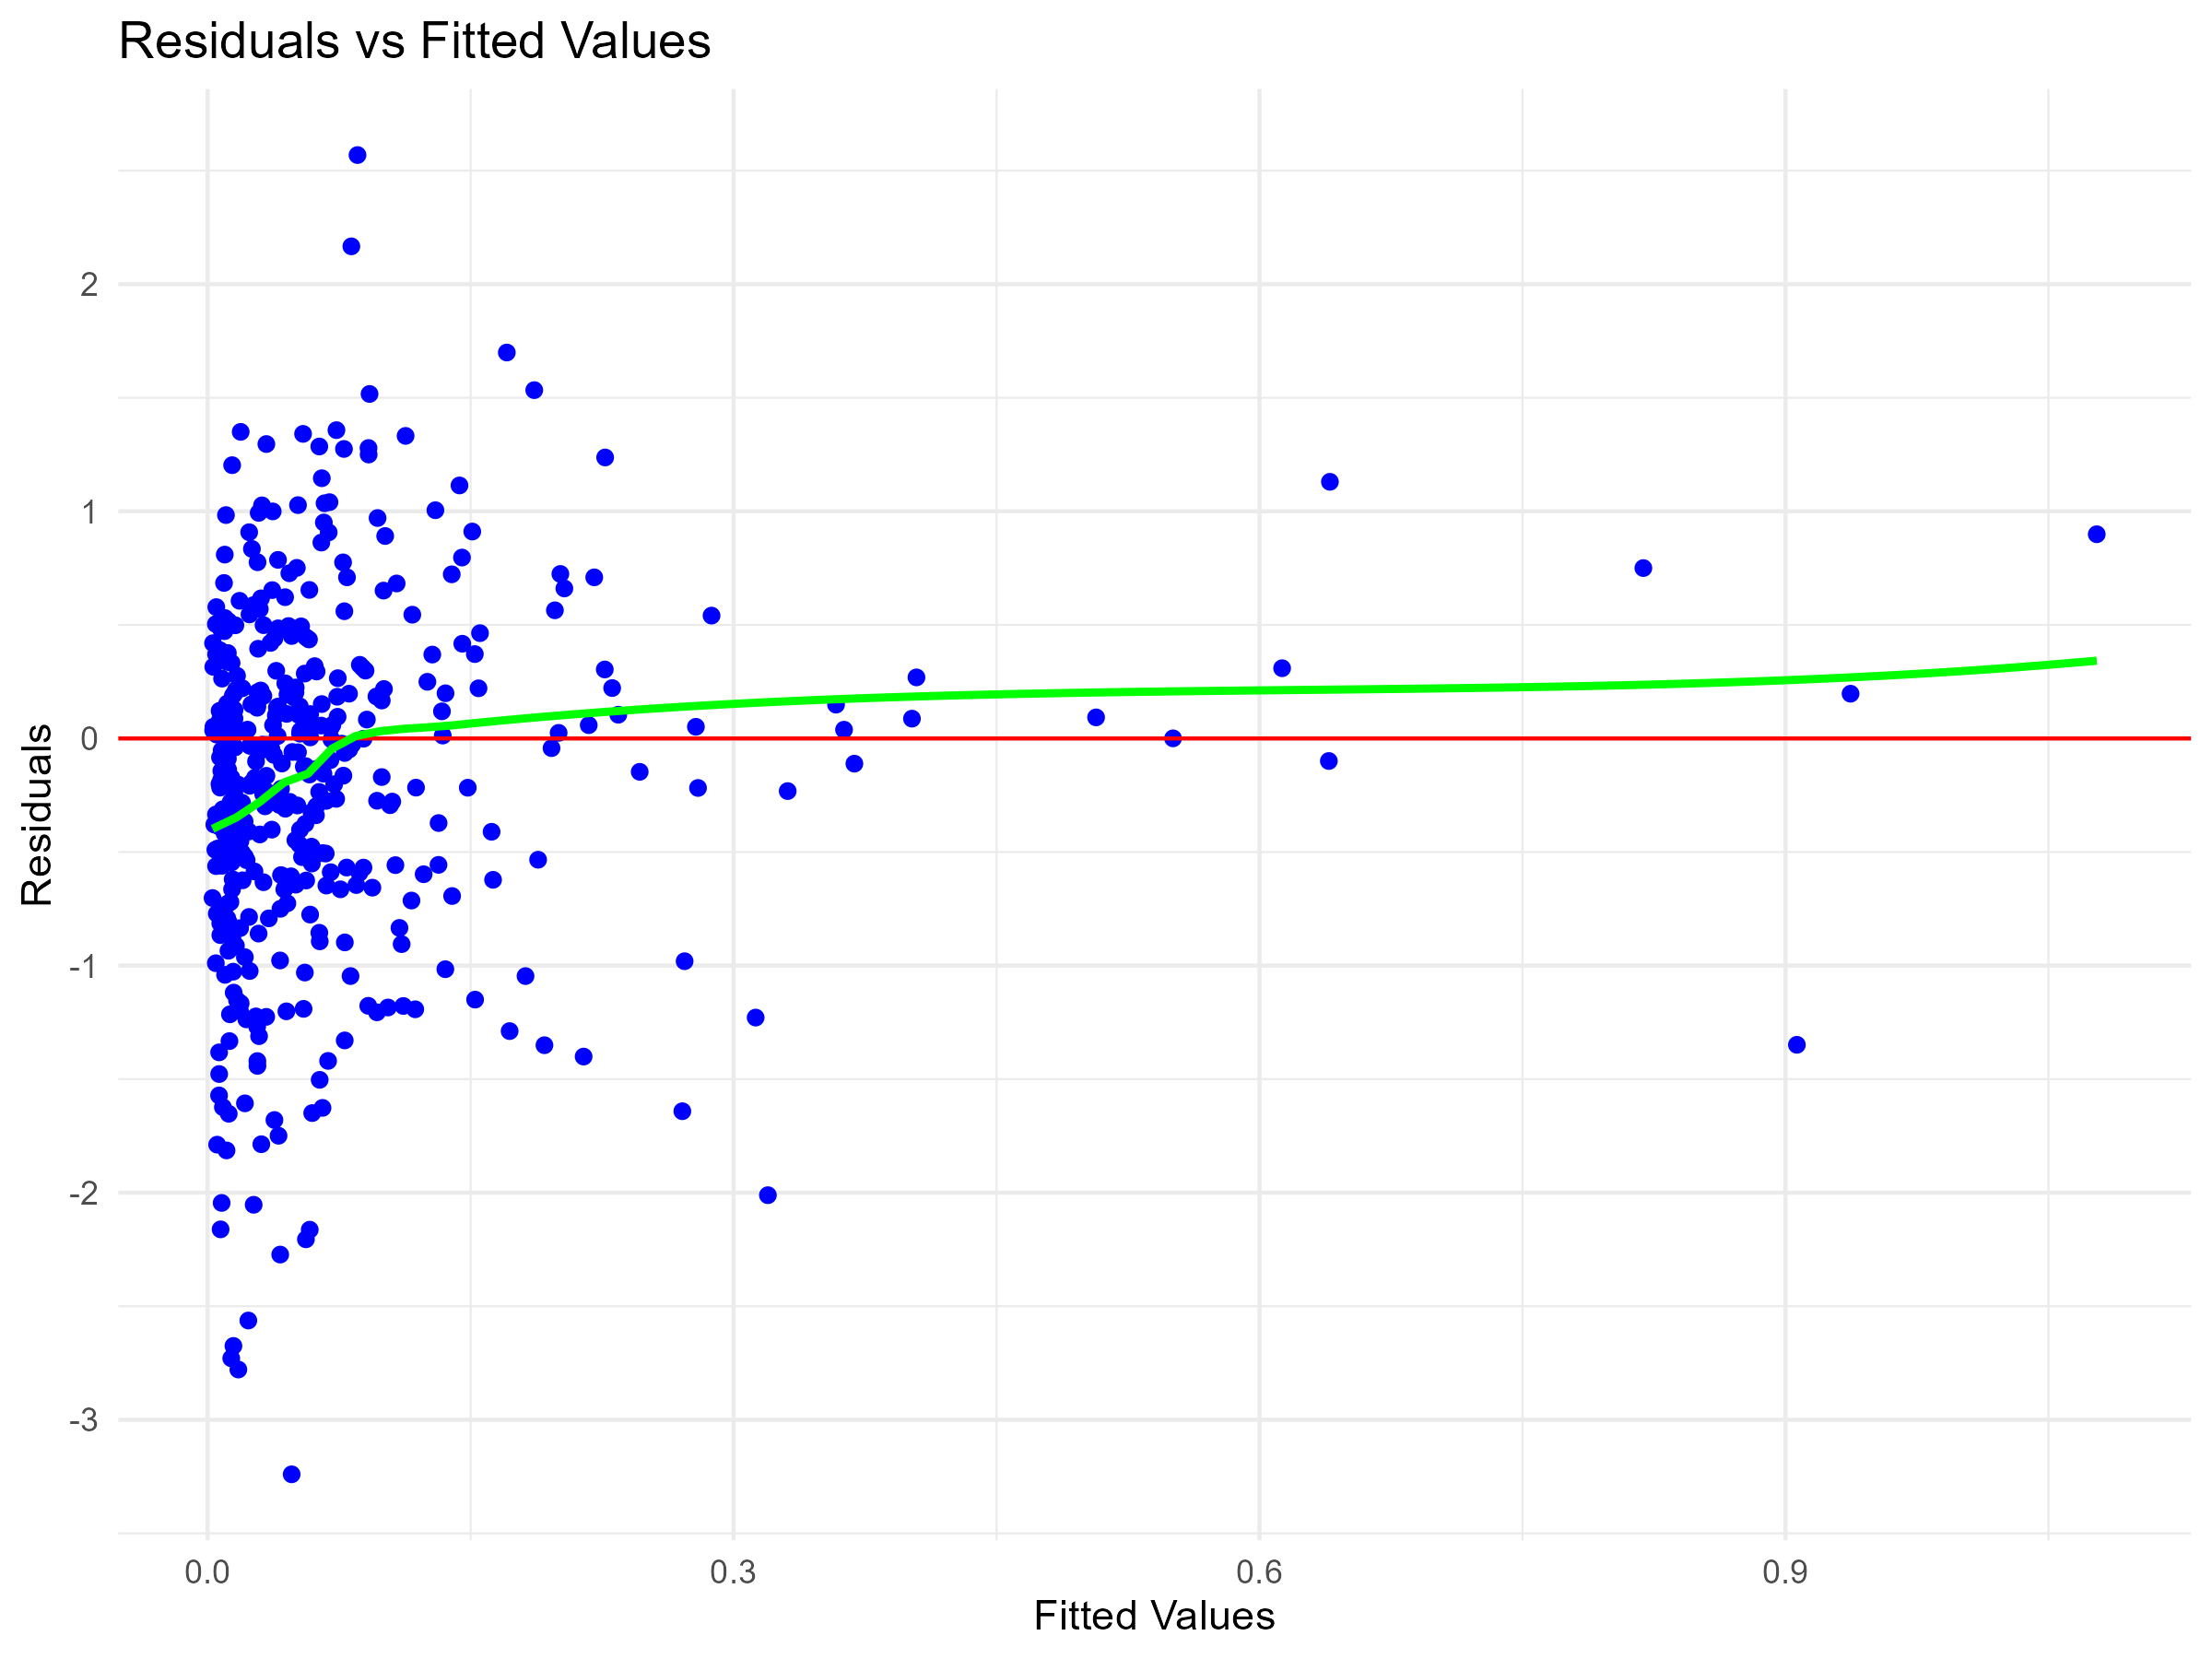 Residuals vs Fitted Values
2
1
0
-1
-2
-3
Residuals
0.0 0.3 0.6 0.9
Fitted Values